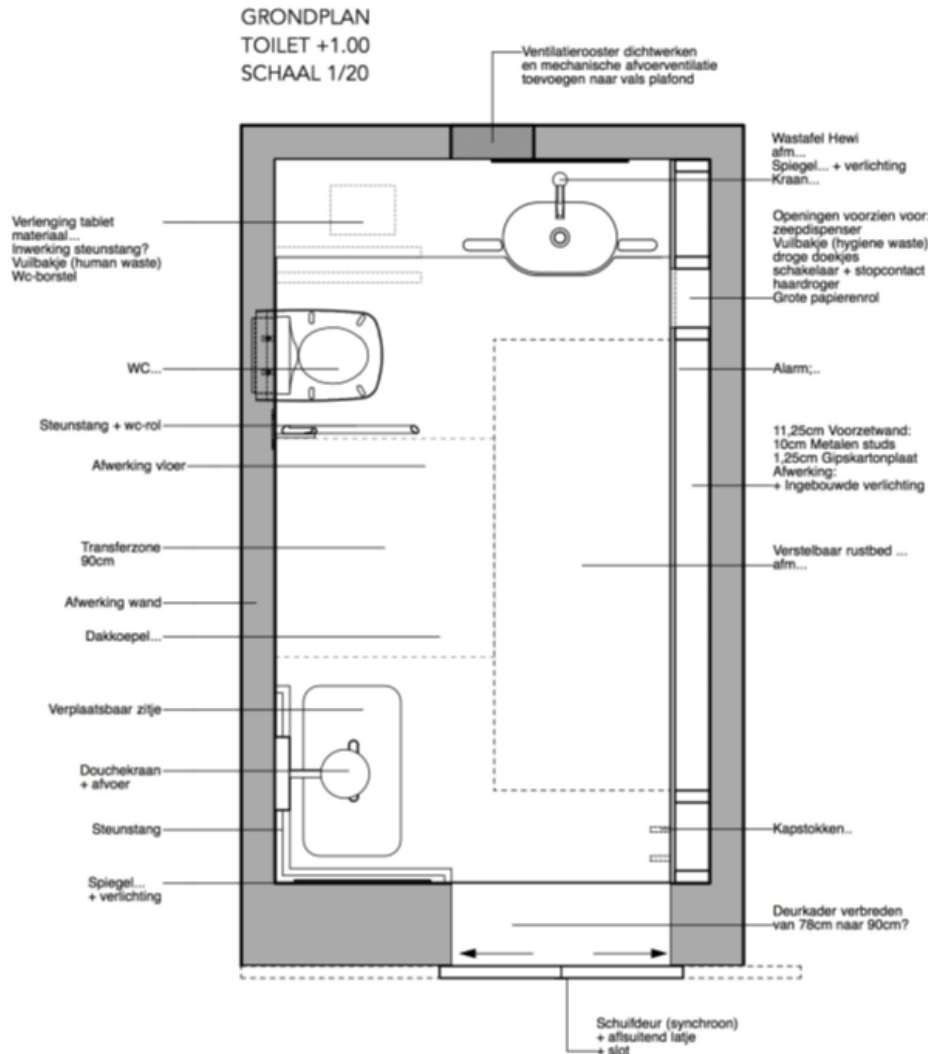 GRONDPLAN
TOILET +1.00
SCHAAL 1/20
Ventilatierooster dichtwerken
en mechanische afvoerventilatie
toevoegen naar vals plafond
Wastafel Hewi
afm...
Spiegel... + verlichting
Kraan...
Openingen voorzien voor:
zeepdispenser
Vuilbakje (hygiene waste)
droge doekjes
schakelaar + stopcontact
haardroger
Grote papierenrol
Verlenging tablet
materiaal...
Inwerking steunstang?
Vuilbakje (human waste)
Wc-borstel
WC...
Alarm;..
Steunstang + wc-rol
11,25cm Voorzetwand:
10cm Metalen studs
1,25cm Gipskartonplaat
Afwerking:
+ Ingebouwde verlichting
Afwerking vloer
Transferzone
90cm
Verstelbaar rustbed ...
afm...
Afwerking wand
Dakkoepel...
Verplaatsbaar zitje
Douchekraan
+ afvoer
Steunstang
Kapstokken..
Spiegel...
+ verlichting
Deurkader verbreden
van 78cm naar 90cm?
Schuifdeur (synchroon)
+ aflsuitend latje
+ slot